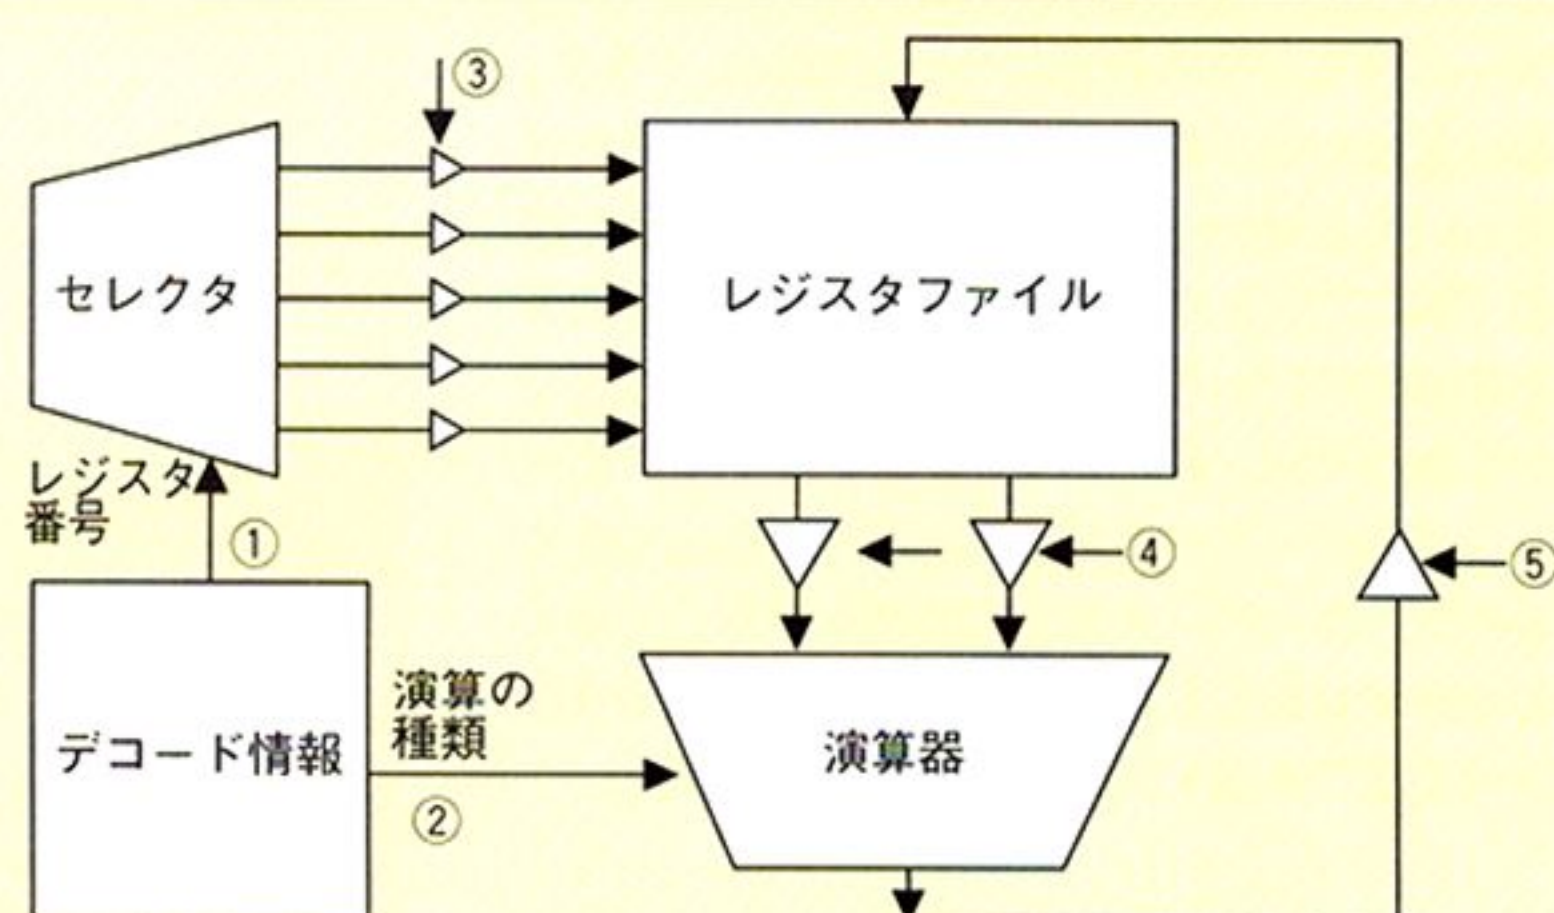 ③
セレクタ
レジスタファイル
レジスタ
番号
①
④
⑤
演算の
種類
デコード情報
演算器
②